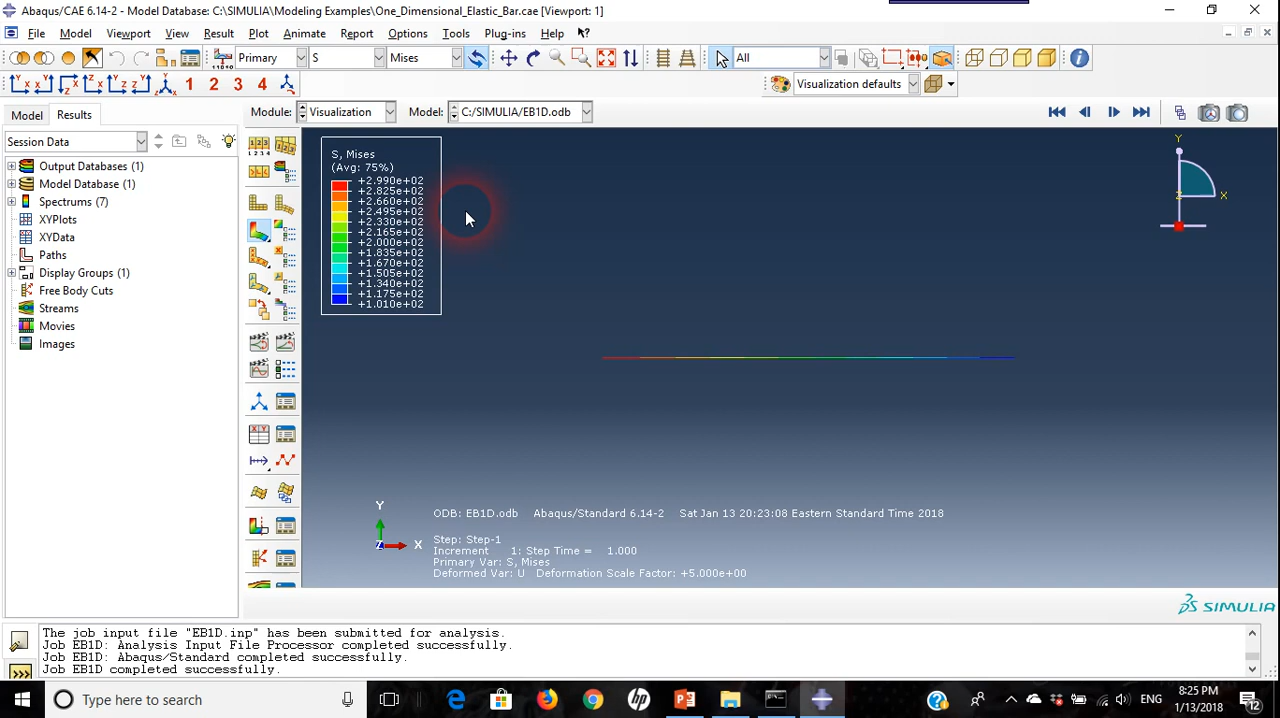 Abaqus/CAE 6.14-2 - Model Database: C:\SIMULIA\Modeling Examples\One_Dimensional_Elastic_Bar.cae [Viewport: 1]
File Model Viewport View Result Plot Animate Report Options Tools Plug-ins Help
Primary S Mises All
1 2 3 4 Visualization defaults
Model Results Module: Visualization Model: C:/SIMULIA/EB1D.odb
Session Data
Output Databases (1)
Model Database (1)
Spectrums (7)
XYPlots
XYData
Paths
Display Groups (1)
Free Body Cuts
Streams
Movies
Images
S, Mises
(Avg: 75%)
+2.990e+02
+2.825e+02
+2.660e+02
+2.495e+02
+2.330e+02
+2.165e+02
+2.000e+02
+1.835e+02
+1.670e+02
+1.505e+02
+1.340e+02
+1.175e+02
+1.010e+02
Y
Z X
Y
Z X
ODB: EB1D.odb Abaqus/Standard 6.14-2 Sat Jan 13 20:23:08 Eastern Standard Time 2018
Step: Step-1
Increment 1: Step Time = 1.000
Primary Var: S, Mises
Deformed Var: U Deformation Scale Factor: +5.000e+00
SIMULIA
The job input file "EB1D.inp" has been submitted for analysis.
Job EB1D: Analysis Input File Processor completed successfully.
Job EB1D: Abaqus/Standard completed successfully.
Job EB1D completed successfully.
>>>
Type here to search
ENG
8:25 PM
1/13/2018
12